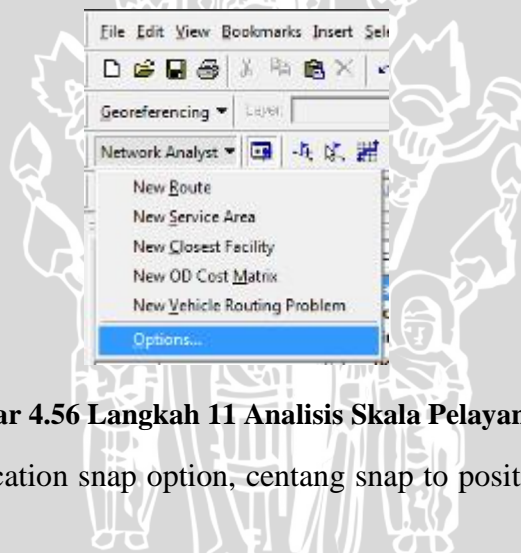 File Edit View Bookmarks Insert Sele
Georeferencing Layer:
Network Analyst
New Route
New Service Area
New Closest Facility
New OD Cost Matrix
New Vehicle Routing Problem
Options...
ar 4.56 Langkah 11 Analisis Skala Pelayan
cation snap option, centang snap to posit